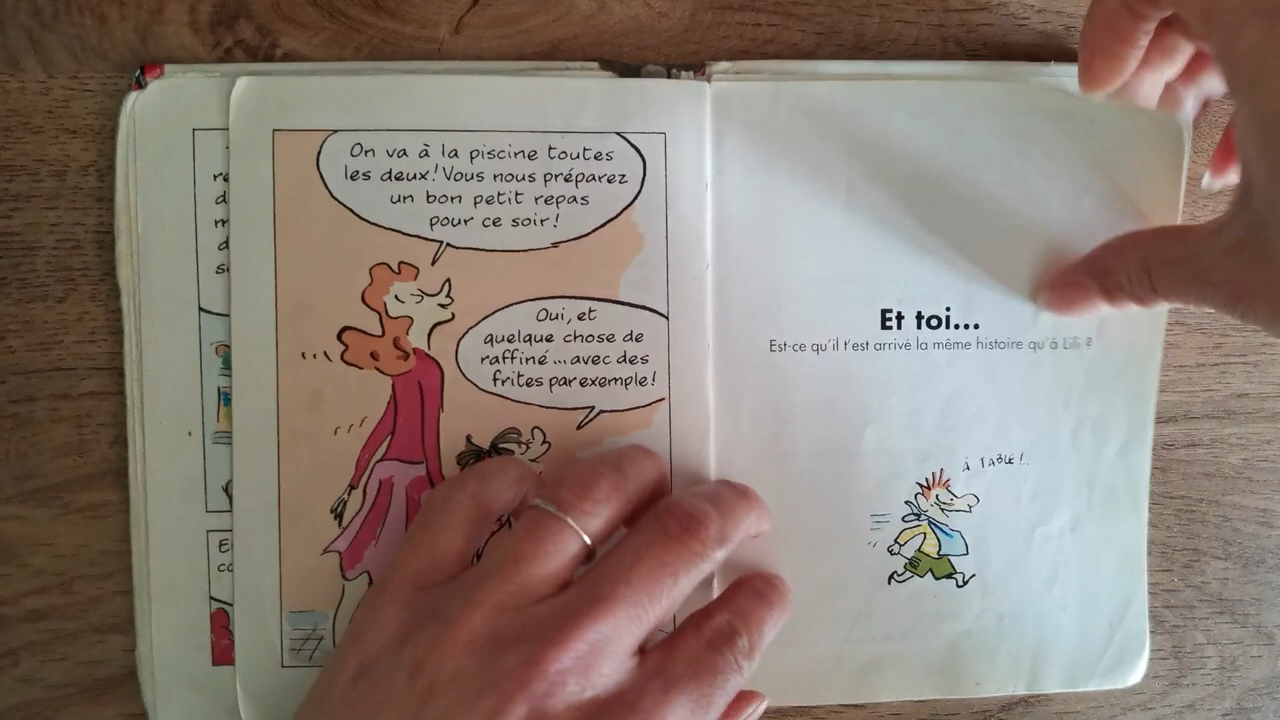 On va à la piscine toutes
les deux! Vous nous préparez
un bon petit repas
pour ce soir!
Oui, et
quelque chose de
raffiné... avec des
frites par exemple!
Et toi...
Est-ce qu'il t'est arrivé la même histoire qu'à Lili ?
À TABLE!..